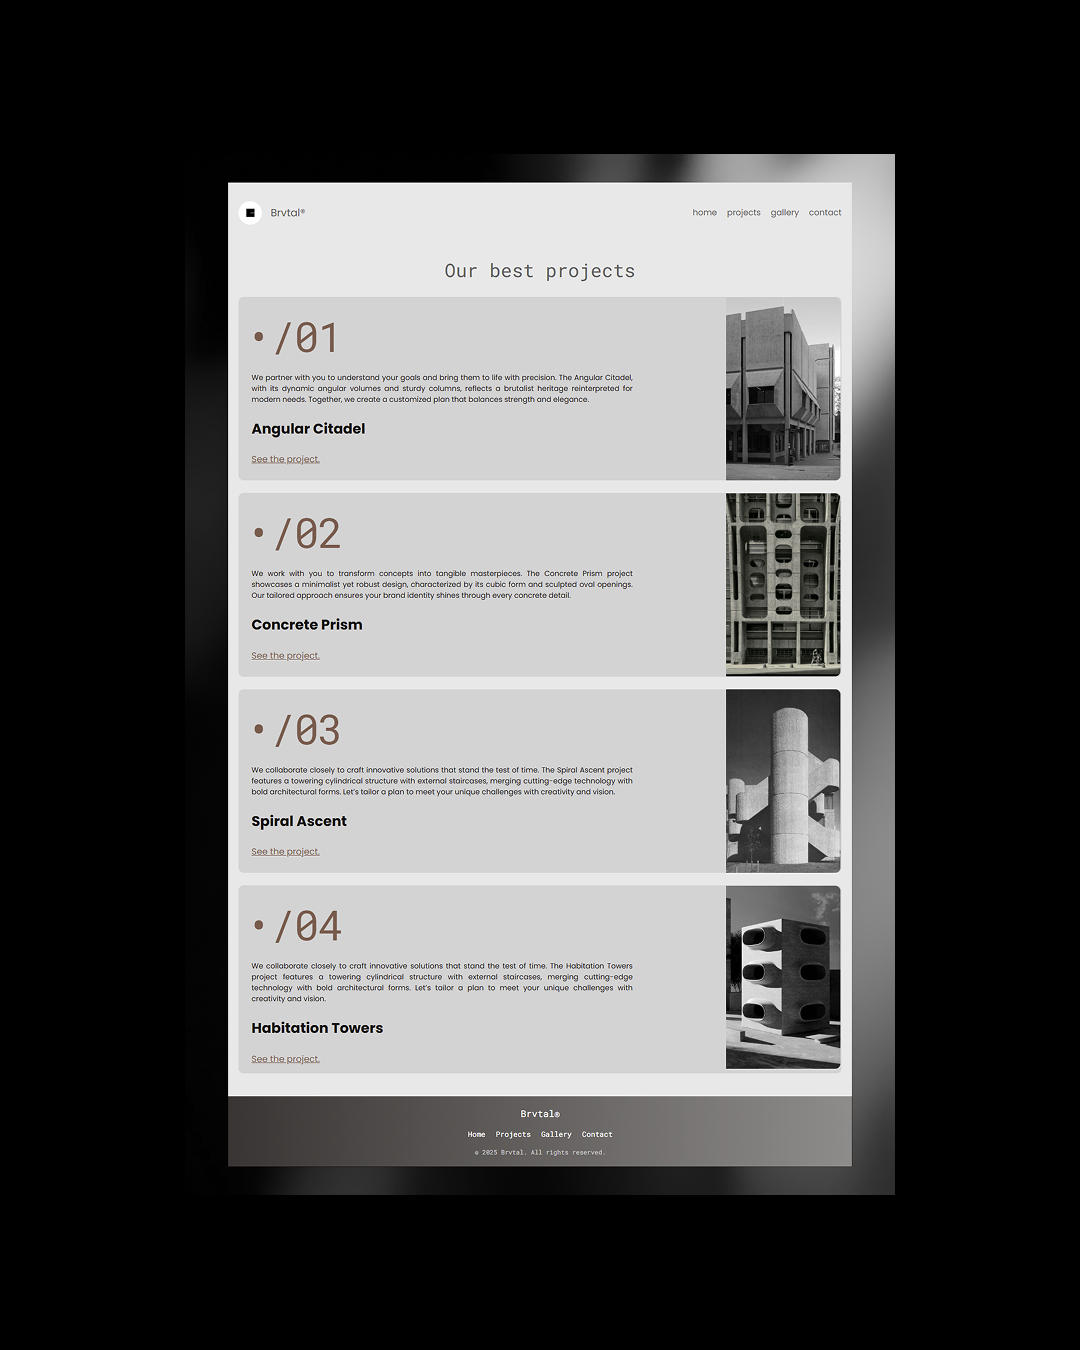 Brvtal®
home projects gallery contact
Our best projects
• /01
We partner with you to understand your goals and bring them to life with precision. The Angular Citadel,
with its dynamic angular volumes and sturdy columns, reflects a brutalist heritage reinterpreted for
modern needs. Together, we create a customized plan that balances strength and elegance.
Angular Citadel
See the project.
• /02
We work with you to transform concepts into tangible masterpieces. The Concrete Prism project
showcases a minimalist yet robust design, characterized by its cubic form and sculpted oval openings.
Our tailored approach ensures your brand identity shines through every concrete detail.
Concrete Prism
See the project.
• /03
We collaborate closely to craft innovative solutions that stand the test of time. The Spiral Ascent project
features a towering cylindrical structure with external staircases, merging cutting-edge technology with
bold architectural forms. Let's tailor a plan to meet your unique challenges with creativity and vision.
Spiral Ascent
See the project.
• /04
We collaborate closely to craft innovative solutions that stand the test of time. The Habitation Towers
project features a towering cylindrical structure with external staircases, merging cutting-edge
technology with bold architectural forms. Let's tailor a plan to meet your unique challenges with
creativity and vision.
Habitation Towers
See the project.
Brvtal®
Home Projects Gallery Contact
© 2025 Brvtal. All rights reserved.